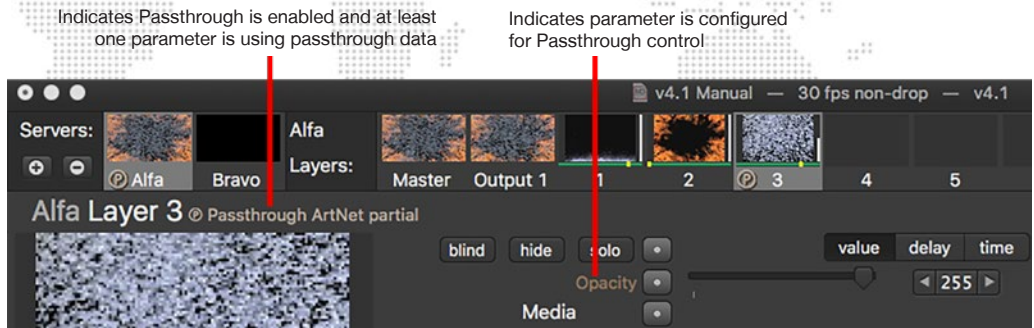 Indicates Passthrough is enabled and at least
one parameter is using passthrough data
Indicates parameter is configured
for Passthrough control
v4.1 Manual — 30 fps non-drop — v4.1
Servers:
Alfa
Layers:
Ⓟ Alfa
Bravo
Master
Output 1
1
2
Ⓟ 3
4
5
Alfa Layer 3 Ⓟ Passthrough ArtNet partial
blind
hide
solo
value
delay
time
Opacity
255
Media